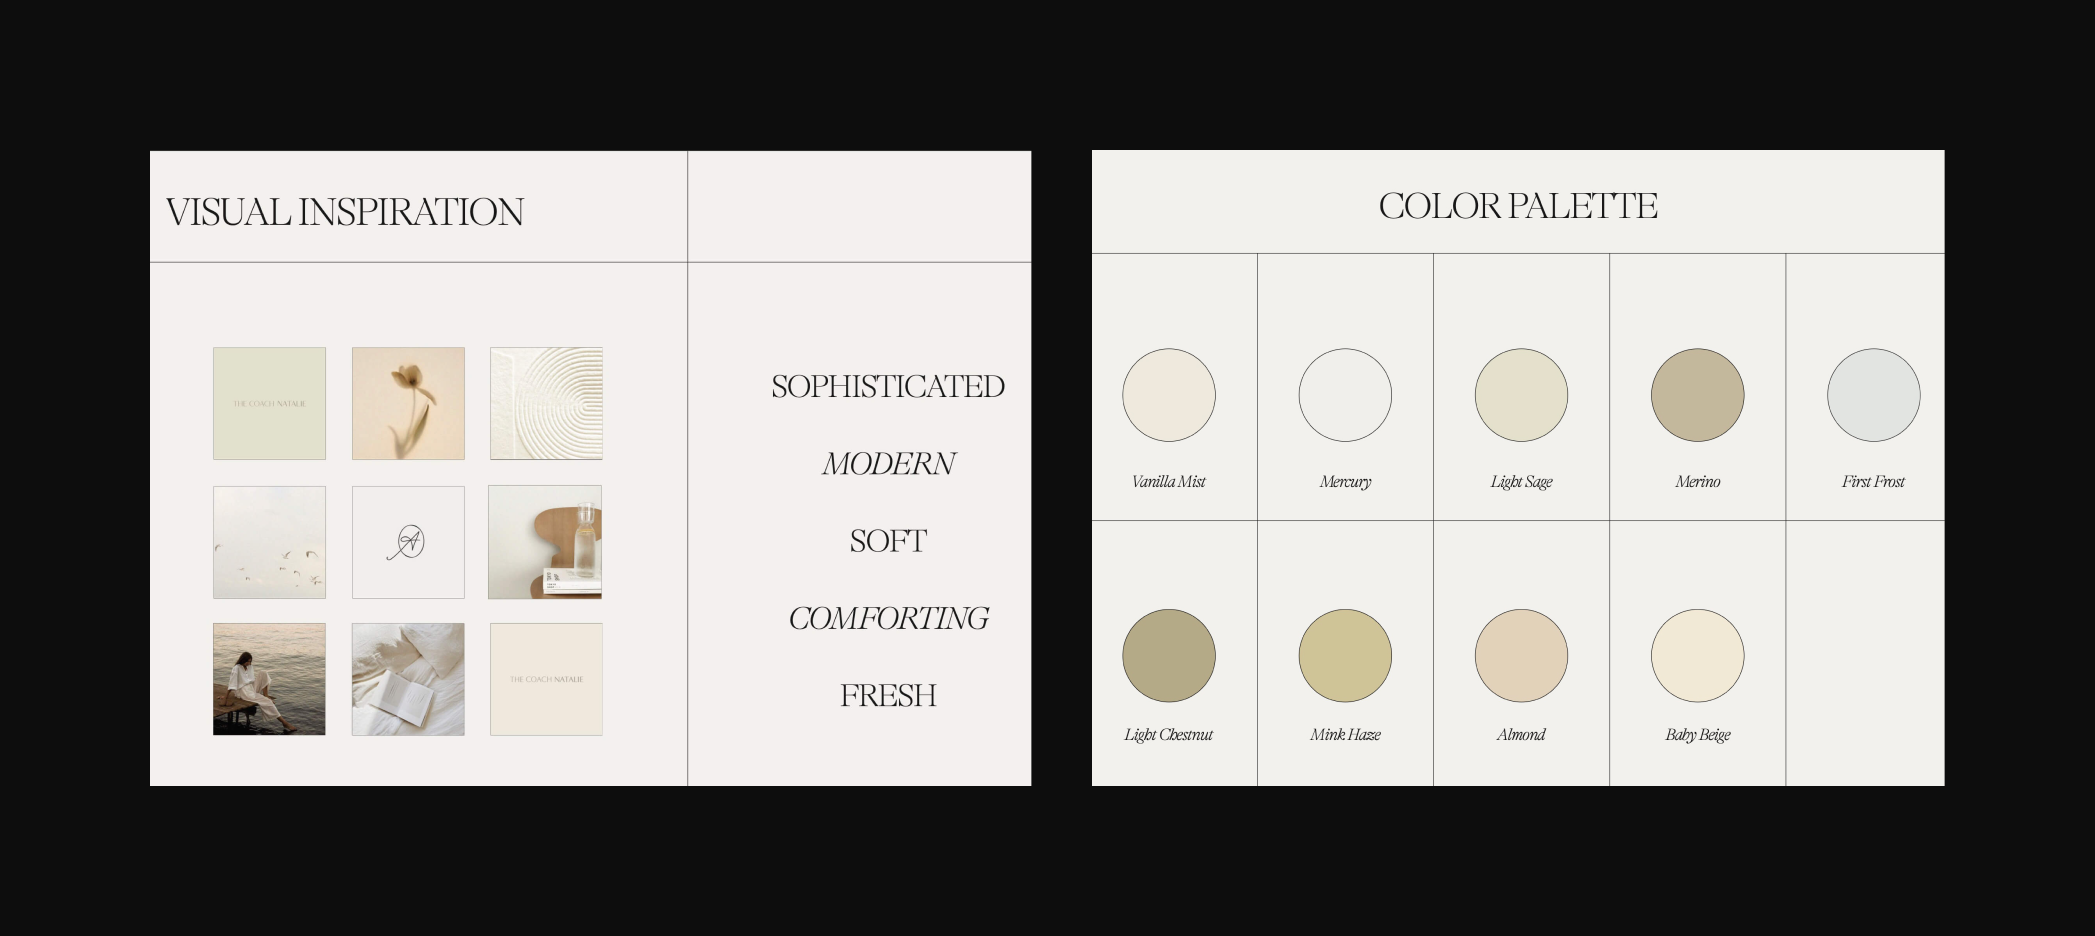 VISUAL INSPIRATION
THE COACH NATALIE
A
THE COACH NATALIE
SOPHISTICATED
MODERN
SOFT
COMFORTING
FRESH
COLOR PALETTE
Vanilla Mist
Mercury
Light Sage
Merino
First Frost
Light Chestnut
Mink Haze
Almond
Baby Beige